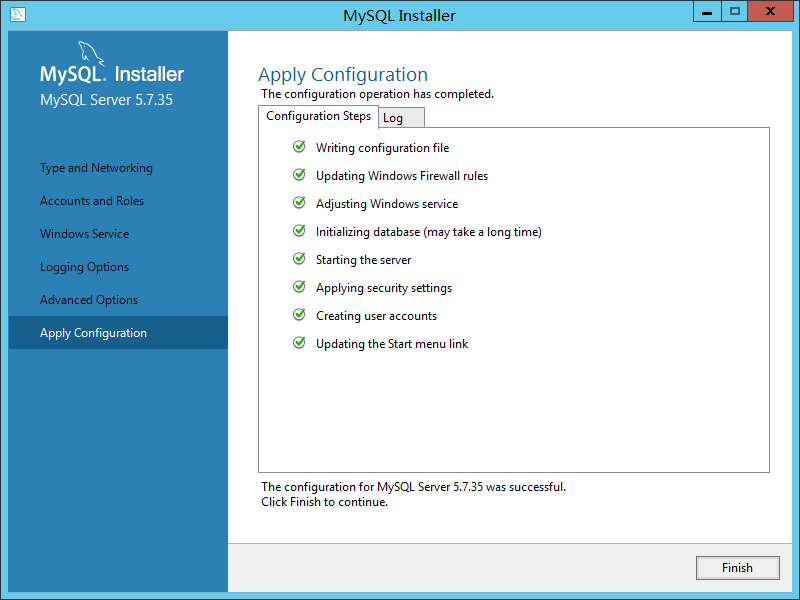 MySQL Installer
MySQL. Installer
MySQL Server 5.7.35
Type and Networking
Accounts and Roles
Windows Service
Logging Options
Advanced Options
Apply Configuration
Apply Configuration
The configuration operation has completed.
Configuration Steps
Log
Writing configuration file
Updating Windows Firewall rules
Adjusting Windows service
Initializing database (may take a long time)
Starting the server
Applying security settings
Creating user accounts
Updating the Start menu link
The configuration for MySQL Server 5.7.35 was successful.
Click Finish to continue.
Finish